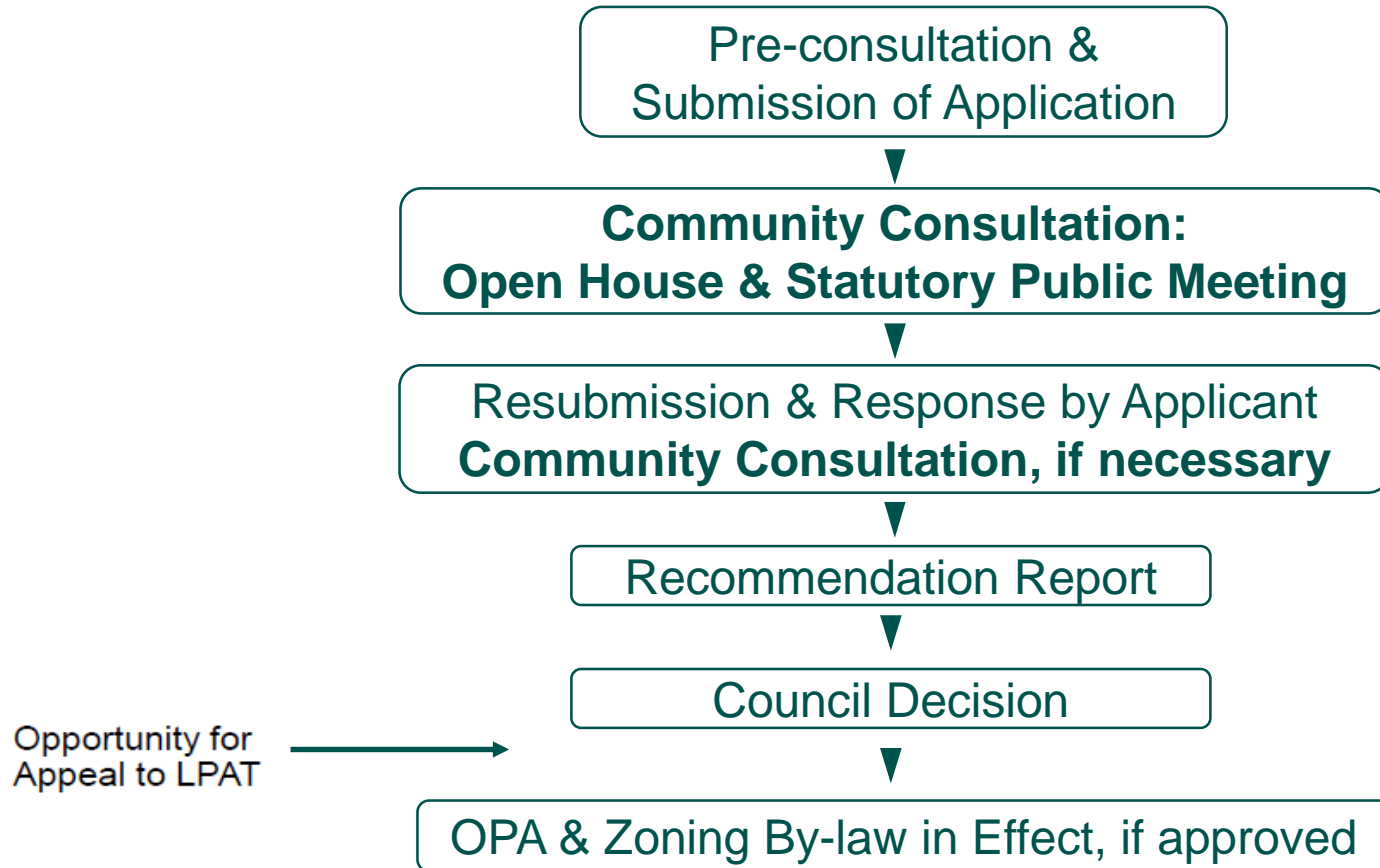 Pre-consultation &
Submission of Application
Community Consultation:
Open House & Statutory Public Meeting
Resubmission & Response by Applicant
Community Consultation, if necessary
Recommendation Report
Council Decision
Opportunity for
Appeal to LPAT
OPA & Zoning By-law in Effect, if approved